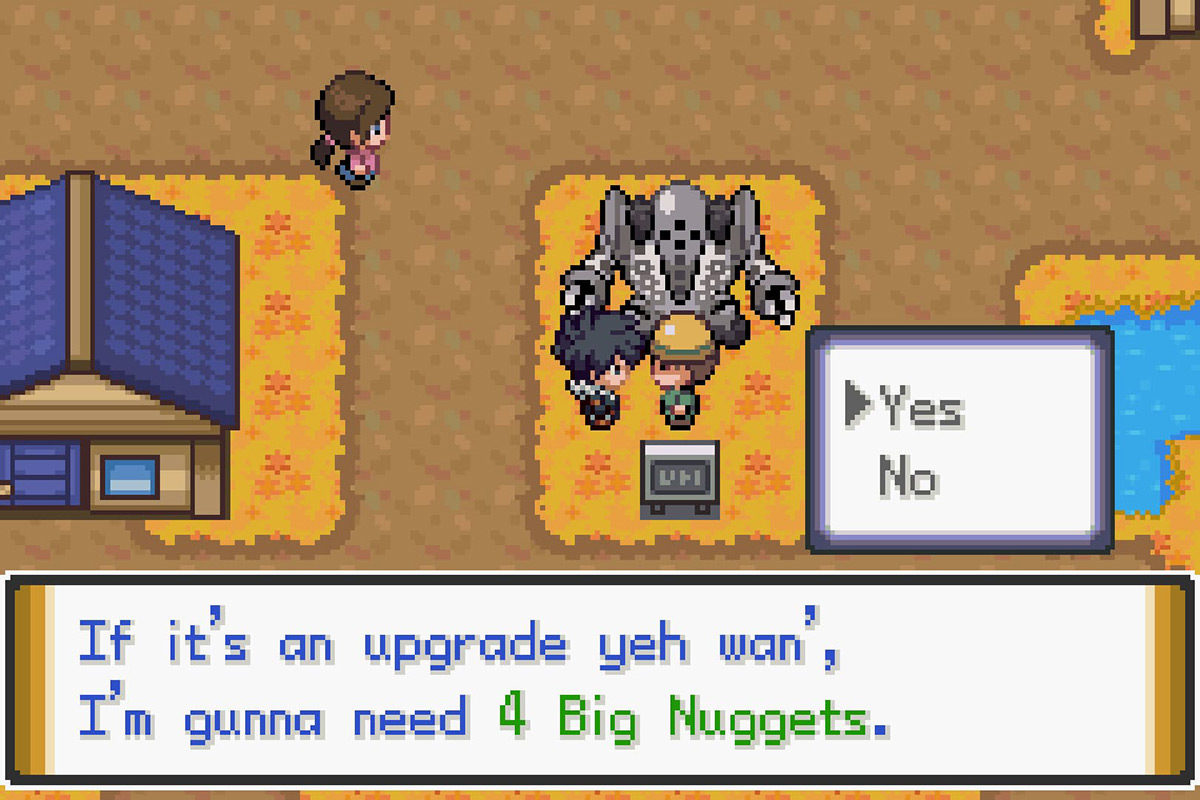 Yes
No
If it's an upgrade yeh wan',
I'm gunna need 4 Big Nuggets.